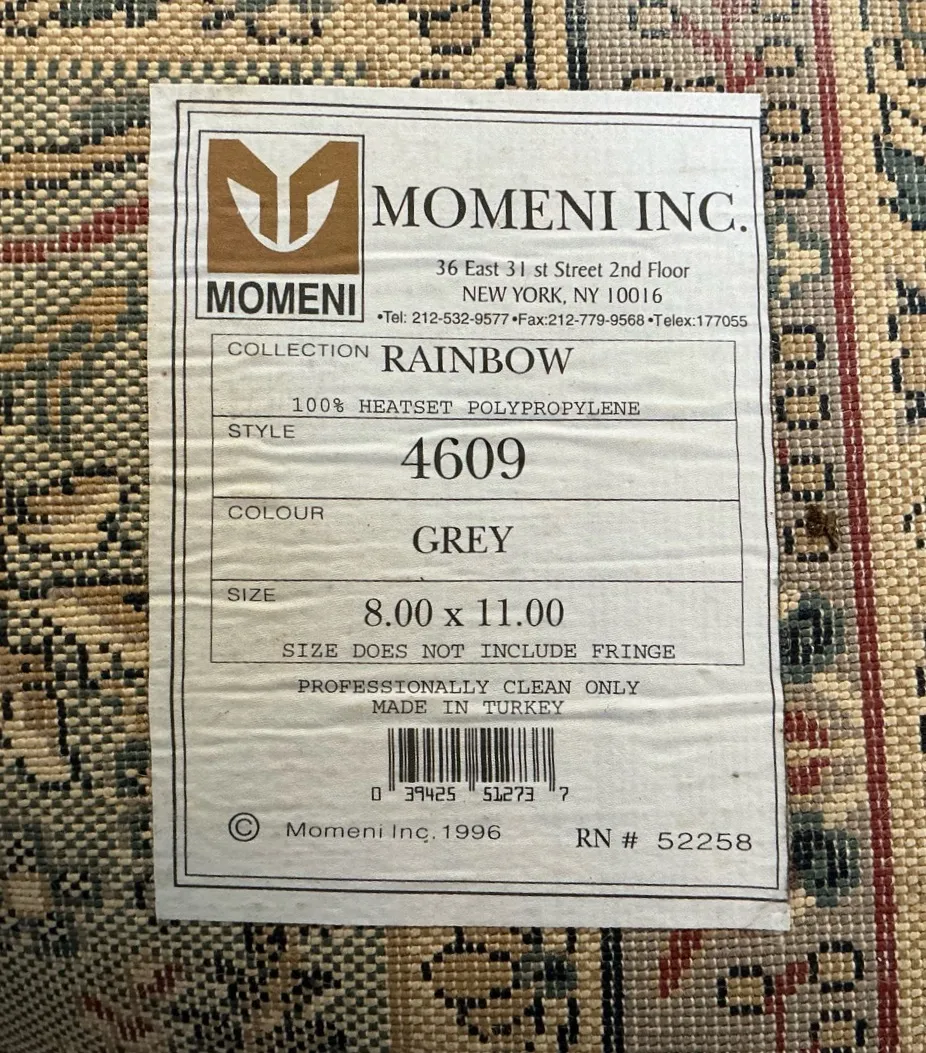 MOMENI
MOMENI INC.
36 East 31 st Street 2nd Floor
NEW YORK, NY 10016
•Tel: 212-532-9577 •Fax:212-779-9568 •Telex:177055
COLLECTION RAINBOW
100% HEATSET POLYPROPYLENE
STYLE
4609
COLOUR
GREY
SIZE
8.00 x 11.00
SIZE DOES NOT INCLUDE FRINGE
PROFESSIONALLY CLEAN ONLY
MADE IN TURKEY
0 39425 51273 7
© Momeni Inc. 1996 RN # 52258